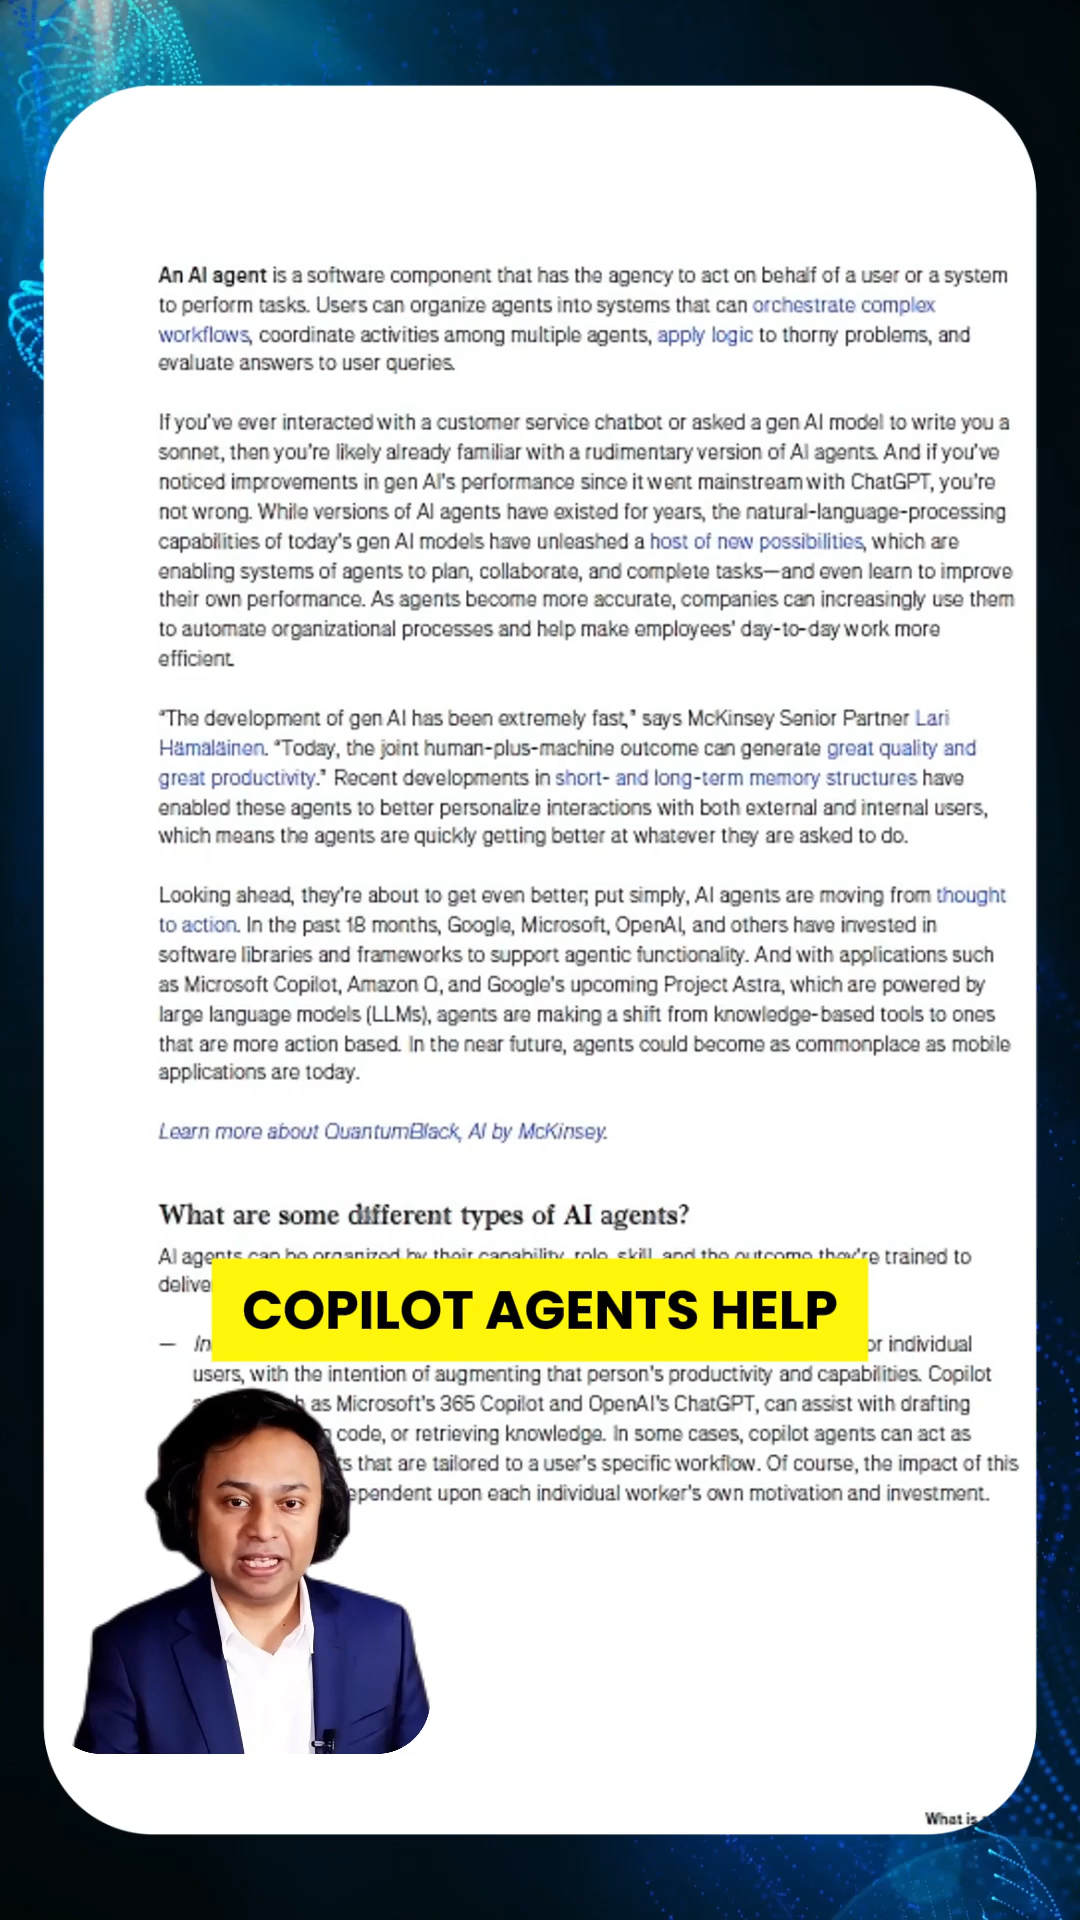 An AI agent is a software component that has the agency to act on behalf of a user or a system
to perform tasks. Users can organize agents into systems that can orchestrate complex
workflows, coordinate activities among multiple agents, apply logic to thorny problems, and
evaluate answers to user queries.
If you've ever interacted with a customer service chatbot or asked a gen AI model to write you a
sonnet, then you're likely already familiar with a rudimentary version of AI agents. And if you've
noticed improvements in gen AI's performance since it went mainstream with ChatGPT, you're
not wrong. While versions of AI agents have existed for years, the natural-language-processing
capabilities of today's gen AI models have unleashed a host of new possibilities, which are
enabling systems of agents to plan, collaborate, and complete tasks—and even learn to improve
their own performance. As agents become more accurate, companies can increasingly use them
to automate organizational processes and help make employees' day-to-day work more
efficient.
"The development of gen AI has been extremely fast," says McKinsey Senior Partner Lari
Hämäläinen. "Today, the joint human-plus-machine outcome can generate great quality and
great productivity." Recent developments in short- and long-term memory structures have
enabled these agents to better personalize interactions with both external and internal users,
which means the agents are quickly getting better at whatever they are asked to do.
Looking ahead, they're about to get even better; put simply, AI agents are moving from thought
to action. In the past 18 months, Google, Microsoft, OpenAI, and others have invested in
software libraries and frameworks to support agentic functionality. And with applications such
as Microsoft Copilot, Amazon Q, and Google's upcoming Project Astra, which are powered by
large language models (LLMs), agents are making a shift from knowledge-based tools to ones
that are more action based. In the near future, agents could become as commonplace as mobile
applications are today.
Learn more about QuantumBlack, AI by McKinsey.
What are some different types of AI agents?
AI agents can be organized by their capability, role, skill, and the outcome they're trained to
COPILOT AGENTS HELP
— individual
users, with the intention of augmenting that person's productivity and capabilities. Copilot
as Microsoft's 365 Copilot and OpenAI's ChatGPT, can assist with drafting
code, or retrieving knowledge. In some cases, copilot agents can act as
that are tailored to a user's specific workflow. Of course, the impact of this
upon each individual worker's own motivation and investment.
What is